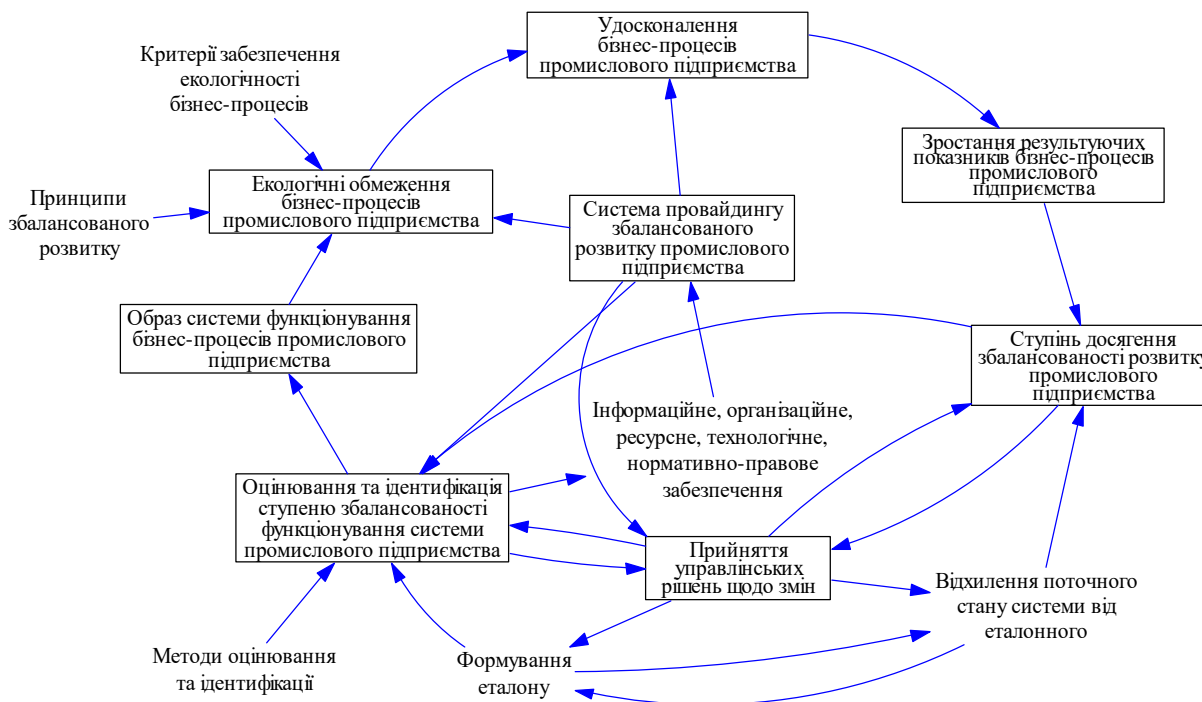 Удосконалення
бізнес-процесів
промислового підприємства
Критерії забезпечення
екологічності
бізнес-процесів
Зростання результуючих
показників бізнес-процесів
промислового
підприємства
Екологічні обмеження
бізнес-процесів
промислового підприємства
Принципи
збалансованого
розвитку
Система провайдингу
збалансованого
розвитку промислового
підприємства
Образ системи функціонування
бізнес-процесів промислового
підприємства
Ступінь досягення
збалансованості розвитку
промислового
підприємства
Інформаційне, організаційне,
ресурсне, технологічне,
нормативно-правове
забезпечення
Оцінювання та ідентифікація
ступеню збалансованості
функціонування системи
промислового підприємства
Прийняття
управлінських
рішень щодо змін
Відхилення поточного
стану системи від
еталонного
Методи оцінювання
та ідентифікації
Формування
еталону